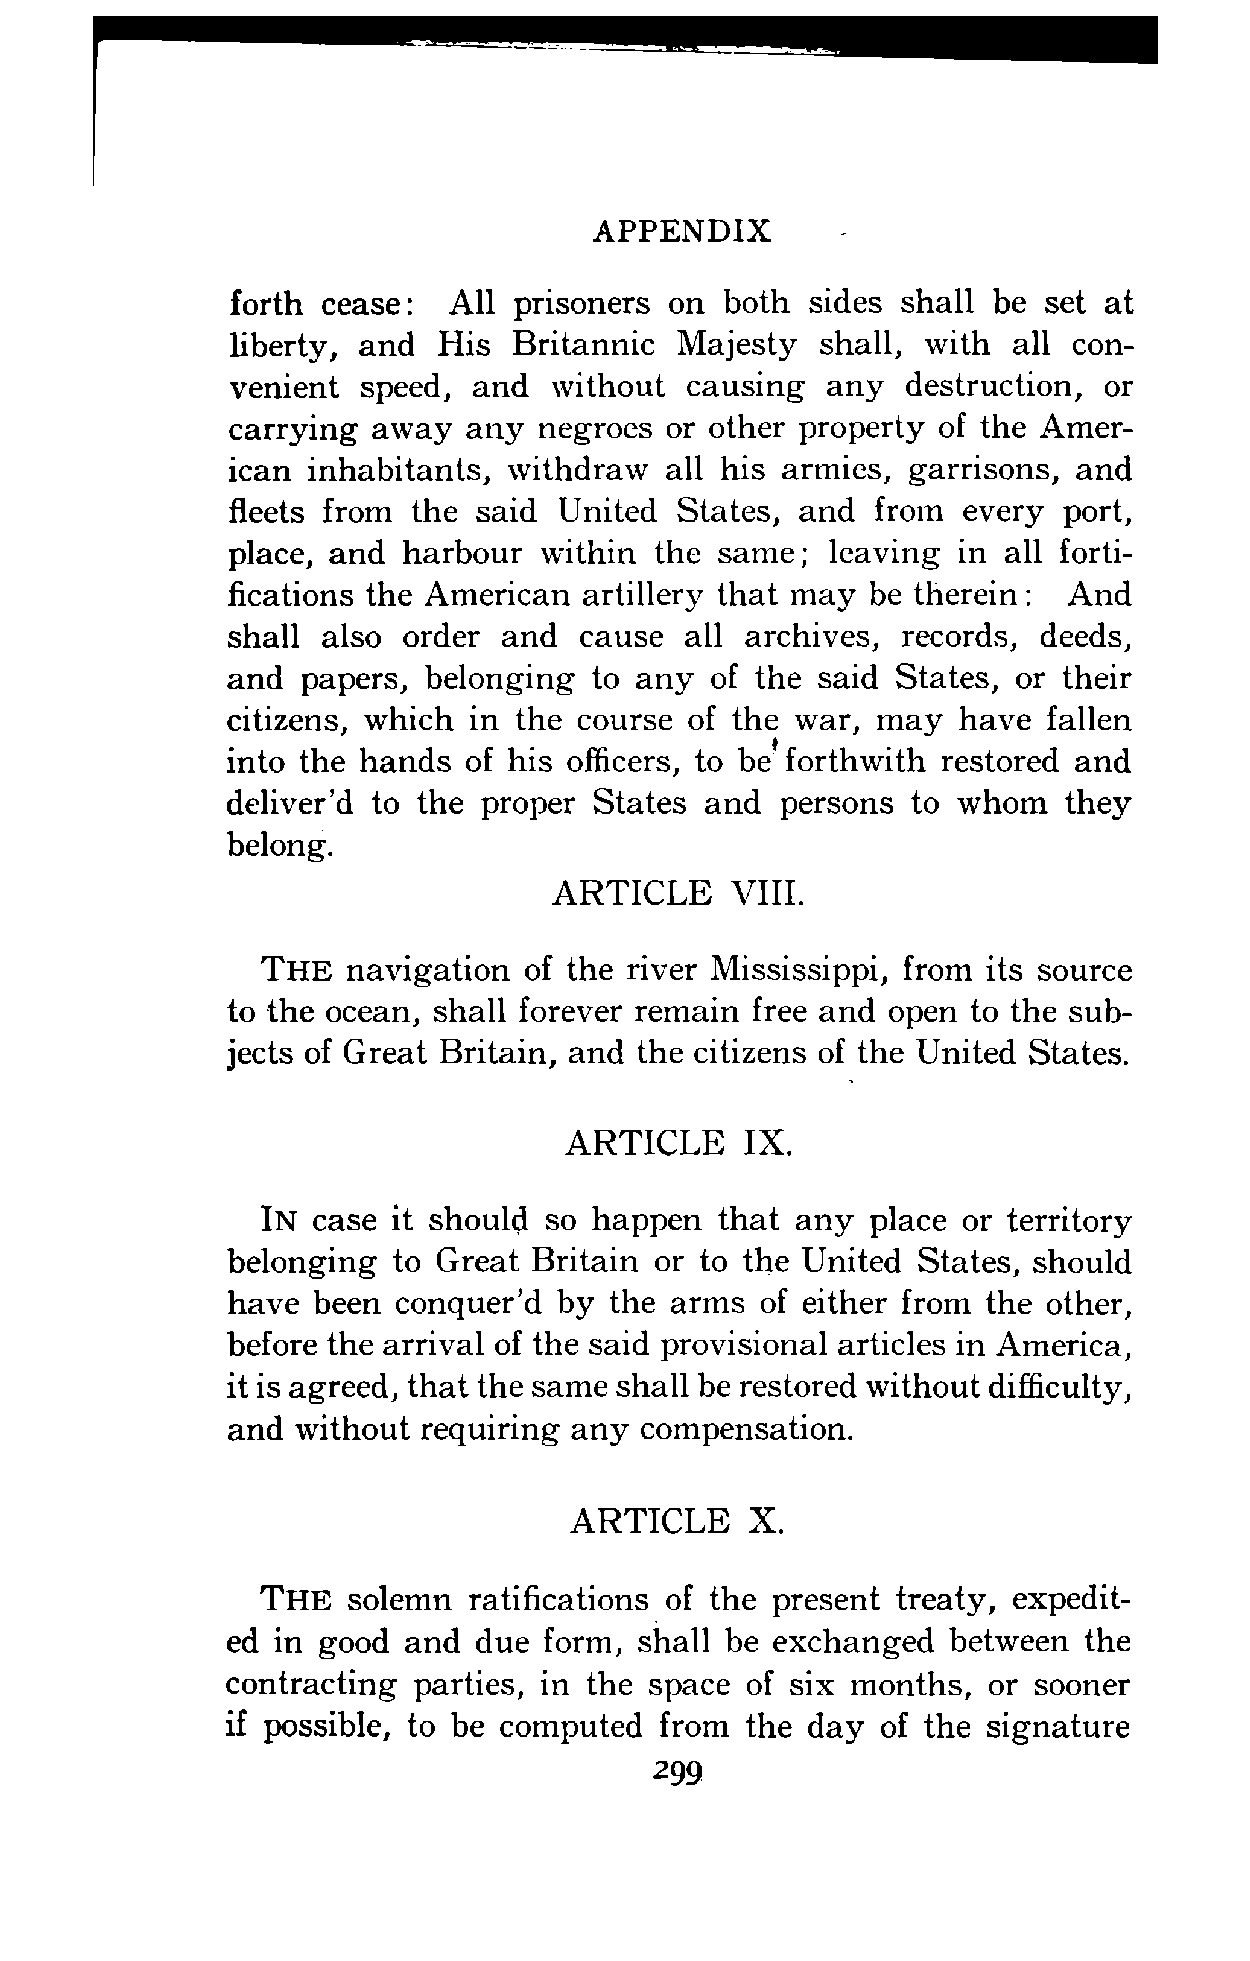 APPENDIX
forth cease: All prisoners on both sides shall be set at
liberty, and His Britannic Majesty shall, with all con-
venient speed, and without causing any destruction, or
carrying away any negroes or other property of the Amer-
ican inhabitants, withdraw all his armies, garrisons, and
fleets from the said United States, and from every port,
place, and harbour within the same; leaving in all forti-
fications the American artillery that may be therein: And
shall also order and cause all archives, records, deeds,
and papers, belonging to any of the said States, or their
citizens, which in the course of the war, may have fallen
into the hands of his officers, to be forthwith restored and
deliver'd to the proper States and persons to whom they
belong.
ARTICLE VIII.
THE navigation of the river Mississippi, from its source
to the ocean, shall forever remain free and open to the sub-
jects of Great Britain, and the citizens of the United States.
ARTICLE IX.
IN case it should so happen that any place or territory
belonging to Great Britain or to the United States, should
have been conquer'd by the arms of either from the other,
before the arrival of the said provisional articles in America,
it is agreed, that the same shall be restored without difficulty,
and without requiring any compensation.
ARTICLE X.
THE solemn ratifications of the present treaty, expedit-
ed in good and due form, shall be exchanged between the
contracting parties, in the space of six months, or sooner
if possible, to be computed from the day of the signature
299